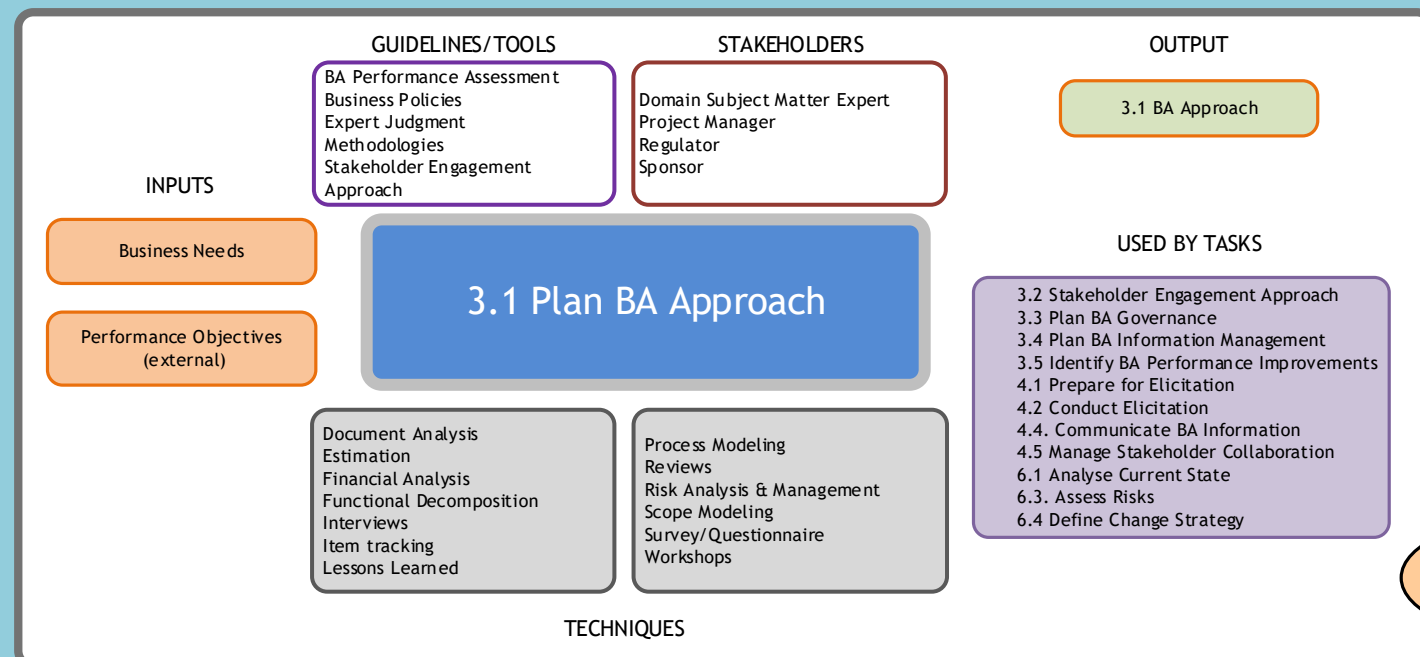 GUIDELINES/TOOLS
BA Performance Assessment
Business Policies
Expert Judgment
Methodologies
Stakeholder Engagement
Approach
STAKEHOLDERS
Domain Subject Matter Expert
Project Manager
Regulator
Sponsor
OUTPUT
3.1 BA Approach
INPUTS
Business Needs
Performance Objectives
(external)
3.1 Plan BA Approach
USED BY TASKS
3.2 Stakeholder Engagement Approach
3.3 Plan BA Governance
3.4 Plan BA Information Management
3.5 Identify BA Performance Improvements
4.1 Prepare for Elicitation
4.2 Conduct Elicitation
4.4. Communicate BA Information
4.5 Manage Stakeholder Collaboration
6.1 Analyse Current State
6.3. Assess Risks
6.4 Define Change Strategy
Document Analysis
Estimation
Financial Analysis
Functional Decomposition
Interviews
Item tracking
Lessons Learned
Process Modeling
Reviews
Risk Analysis & Management
Scope Modeling
Survey/Questionnaire
Workshops
TECHNIQUES